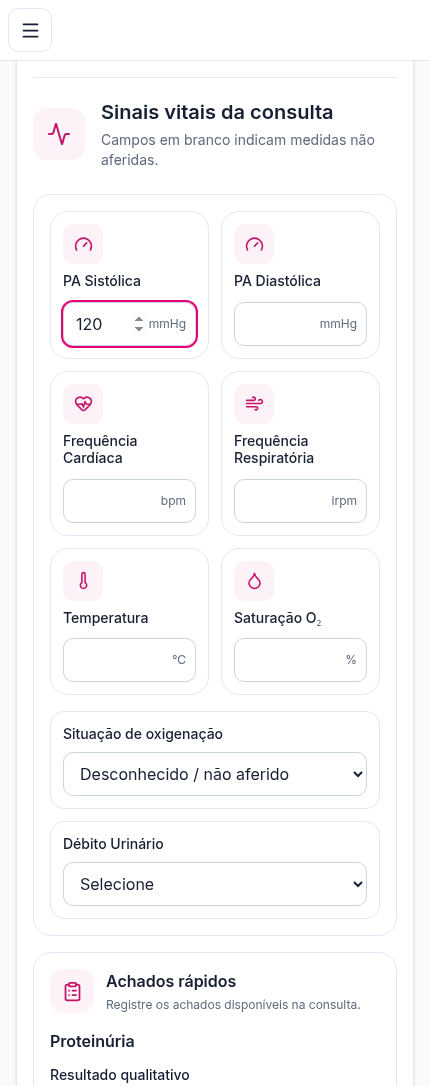 Sinais vitais da consulta
Campos em branco indicam medidas não
aferidas.
PA Sistólica
120 mmHg
PA Diastólica
mmHg
Frequência
Cardíaca
bpm
Frequência
Respiratória
irpm
Temperatura
°C
Saturação O₂
%
Situação de oxigenação
Desconhecido / não aferido
Débito Urinário
Selecione
Achados rápidos
Registre os achados disponíveis na consulta.
Proteinúria
Resultado qualitativo